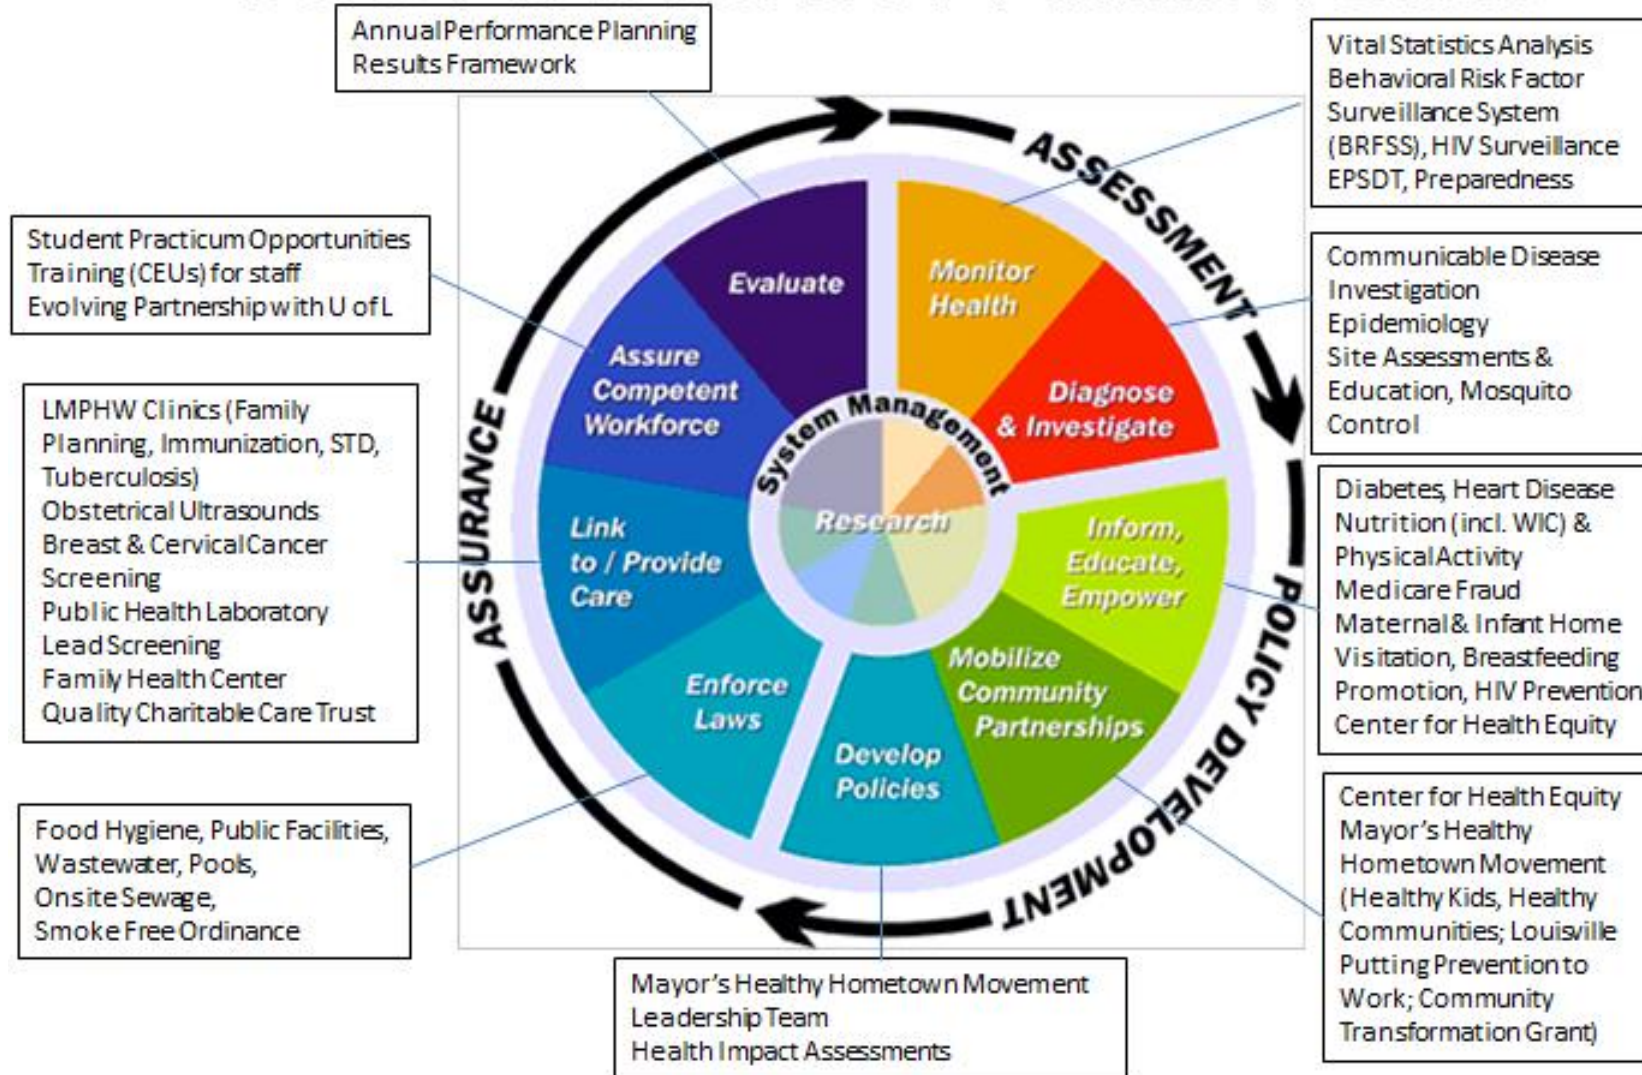 Annual Performance Planning
Results Framework
Vital Statistics Analysis
Behavioral Risk Factor
Surveillance System
(BRFSS), HIV Surveillance
EPSDT, Preparedness
Student Practicum Opportunities
Training (CEUs) for staff
Evolving Partnership with U of L
Communicable Disease
Investigation
Epidemiology
Site Assessments &
Education, Mosquito
Control
LMPHW Clinics (Family
Planning, Immunization, STD,
Tuberculosis)
Obstetrical Ultrasounds
Breast & Cervical Cancer
Screening
Public Health Laboratory
Lead Screening
Family Health Center
Quality Charitable Care Trust
Diabetes, Heart Disease
Nutrition (incl. WIC) &
Physical Activity
Medicare Fraud
Maternal & Infant Home
Visitation, Breastfeeding
Promotion, HIV Prevention
Center for Health Equity
Food Hygiene, Public Facilities,
Wastewater, Pools,
Onsite Sewage,
Smoke Free Ordinance
Center for Health Equity
Mayor's Healthy
Hometown Movement
(Healthy Kids, Healthy
Communities; Louisville
Putting Prevention to
Work; Community
Transformation Grant)
Mayor's Healthy Hometown Movement
Leadership Team
Health Impact Assessments
ASSESSMENT
POLICY DEVELOPMENT
ASSURANCE
Evaluate
Monitor
Health
Assure
Competent
Workforce
Diagnose
& Investigate
System Management
Research
Link
to / Provide
Care
Inform,
Educate,
Empower
Enforce
Laws
Mobilize
Community
Partnerships
Develop
Policies